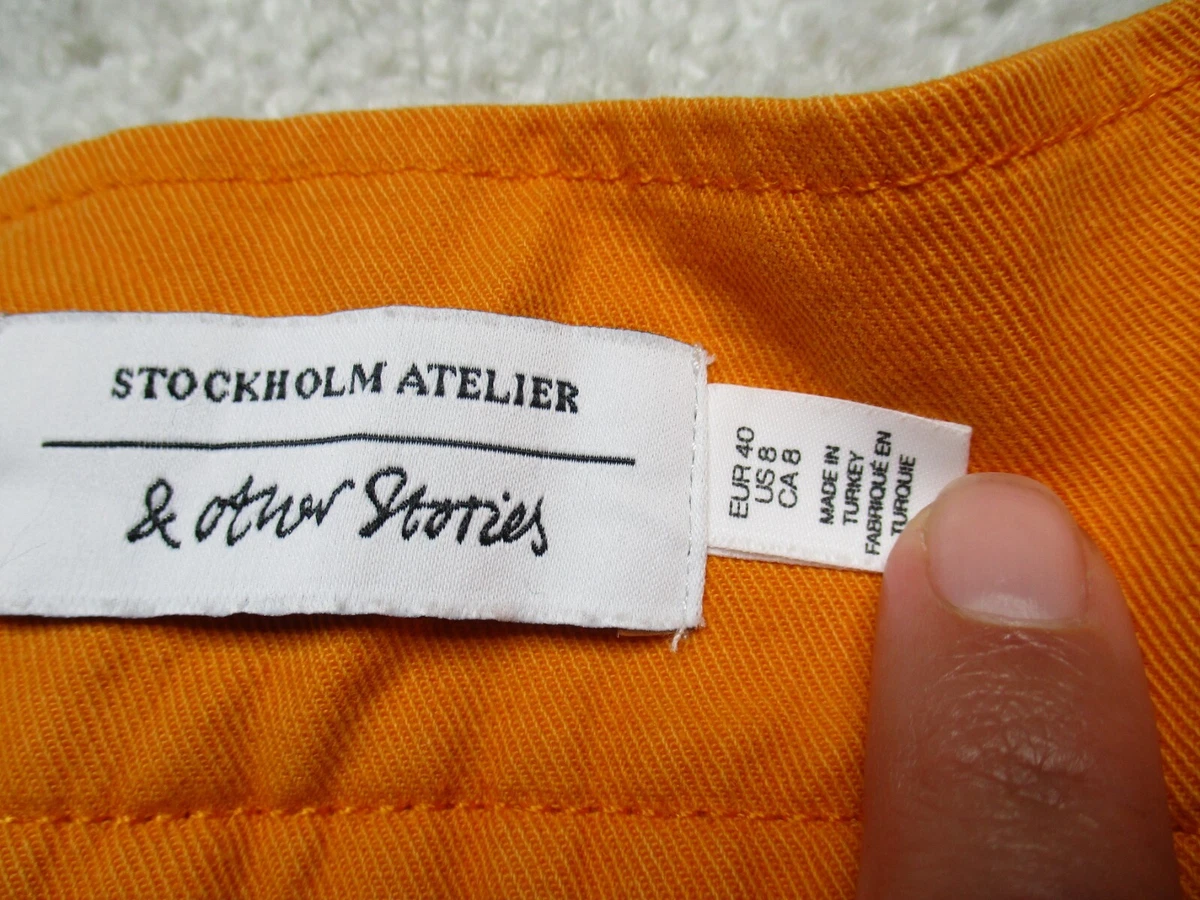 STOCKHOLM ATELIER
& other Stories
EUR 40
US 8
CA 8
MADE IN
TURKEY
FABRIQUÉ EN
TURQUIE